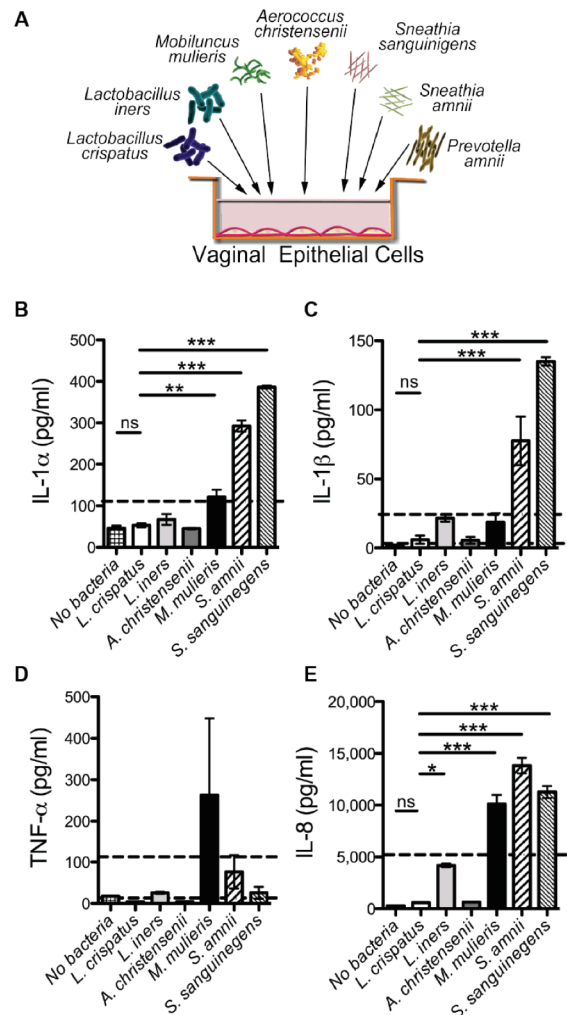 A
Mobiluncus
mulieris
Aerococcus
christensenii
Sneathia
sanguinigens
Lactobacillus
iners
Sneathia
amnii
Lactobacillus
crispatus
Prevotella
amnii
Vaginal Epithelial Cells
B
IL-1α (pg/ml)
500
400
300
200
100
0
***
***
**
ns
No bacteria
L. crispatus
L. iners
A. christensenii
M. mulieris
S. amnii
S. sanguinegens
C
IL-1β (pg/ml)
150
100
50
0
***
***
ns
No bacteria
L. crispatus
L. iners
A. christensenii
M. mulieris
S. amnii
S. sanguinegens
D
TNF-α (pg/ml)
500
400
300
200
100
0
No bacteria
L. crispatus
L. iners
A. christensenii
M. mulieris
S. amnii
S. sanguinegens
E
IL-8 (pg/ml)
20,000
15,000
10,000
5,000
0
***
***
***
*
ns
No bacteria
L. crispatus
L. iners
A. christensenii
M. mulieris
S. amnii
S. sanguinegens